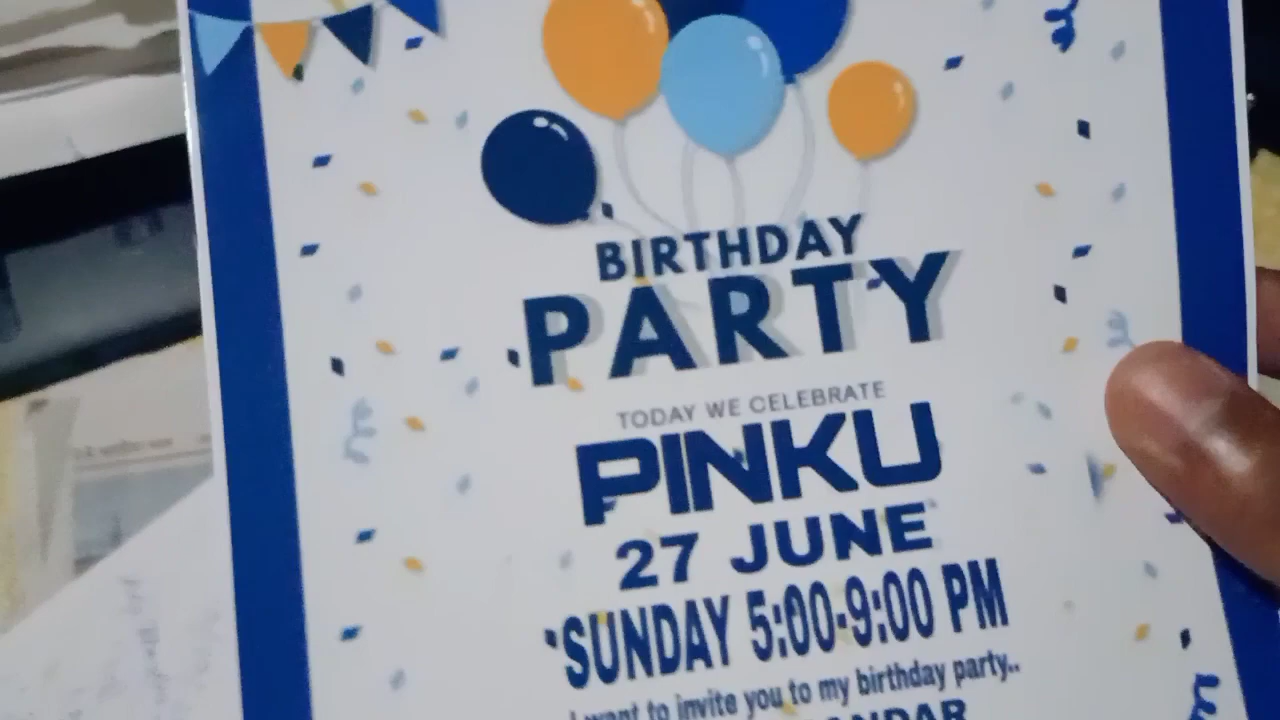 BIRTHDAY
PARTY
TODAY WE CELEBRATE
PINKU
27 JUNE
SUNDAY 5:00-9:00 PM
I want to invite you to my birthday party..